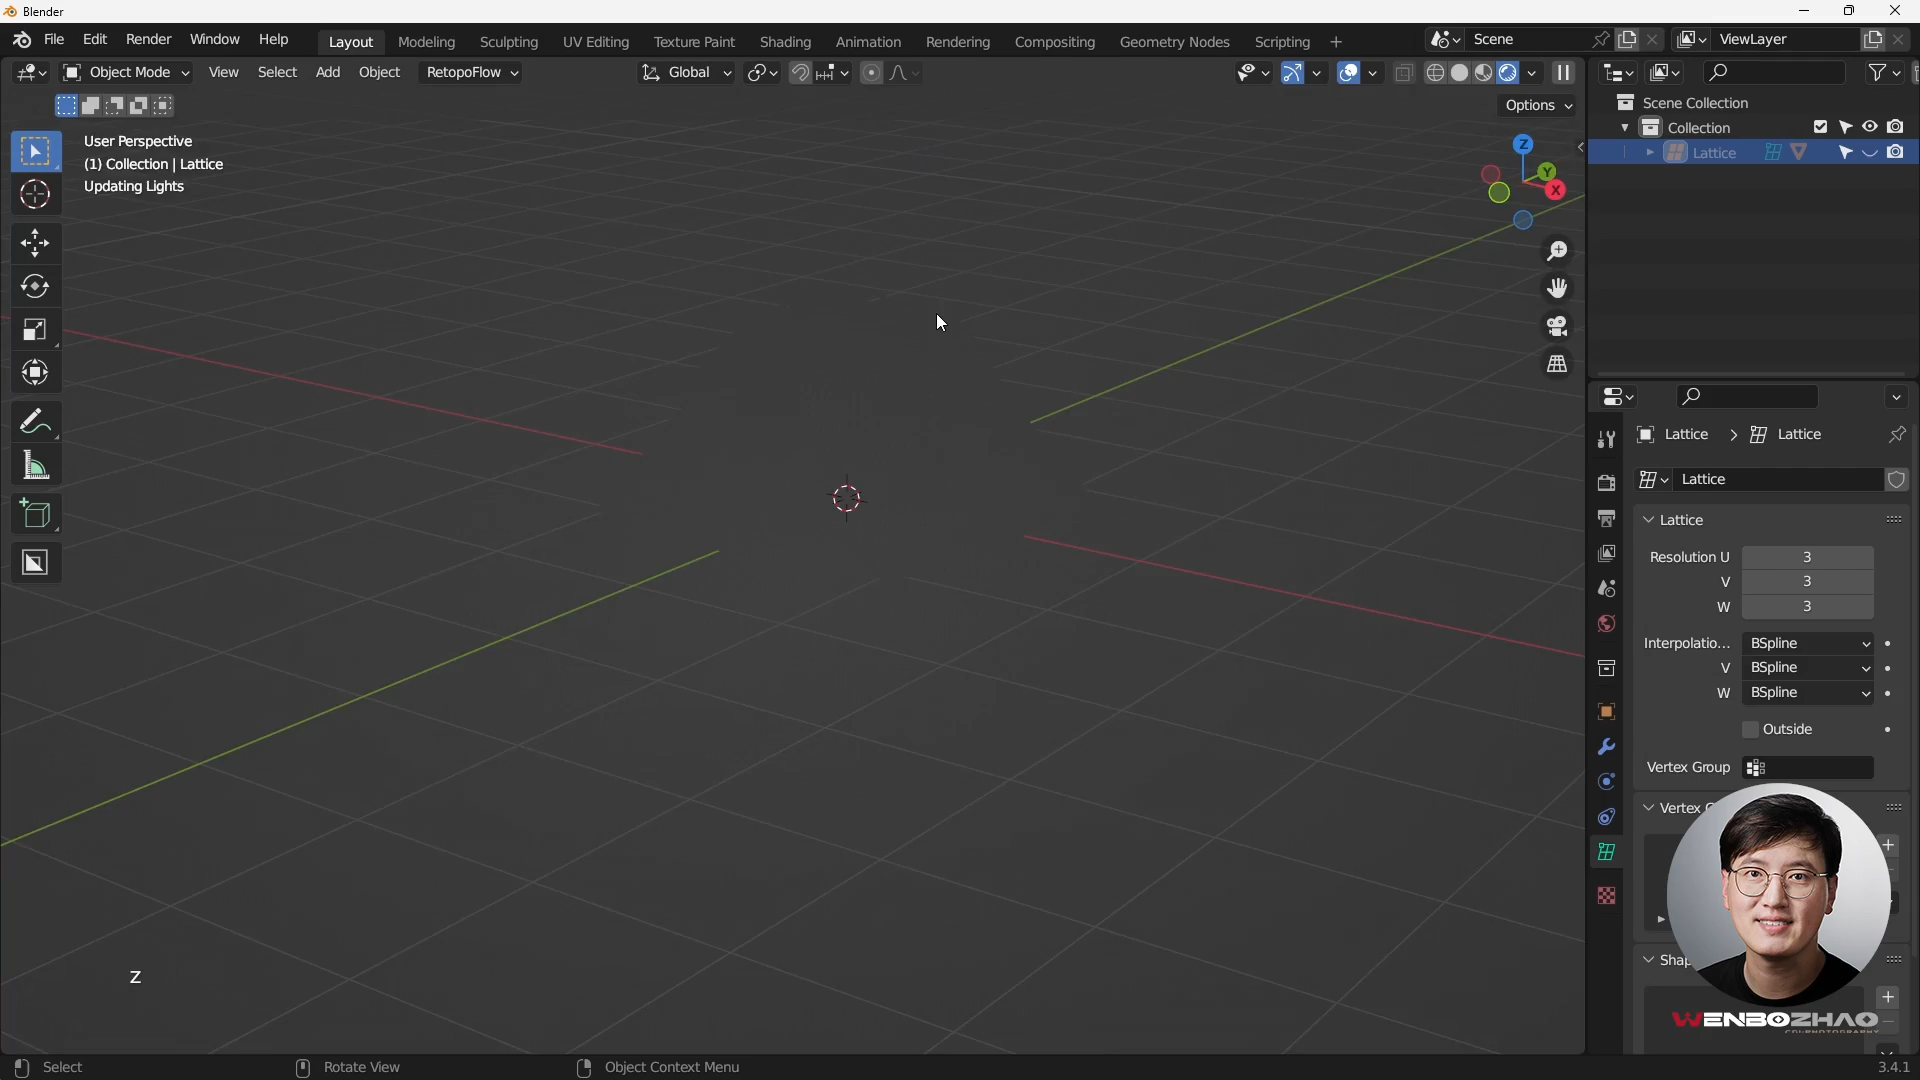 Blender
File Edit Render Window Help Layout Modeling Sculpting UV Editing Texture Paint Shading Animation Rendering Compositing Geometry Nodes Scripting + Scene ViewLayer
Object Mode View Select Add Object RetopoFlow Global
Options
User Perspective
(1) Collection | Lattice
Updating Lights
Z
Y
X
Scene Collection
Collection
Lattice
Lattice > Lattice
Lattice
Lattice
Resolution U 3
V 3
W 3
Interpolatio... BSpline
V BSpline
W BSpline
Outside
Vertex Group
Vertex
Shap
z
WENBOZHAO
Select Rotate View Object Context Menu 3.4.1